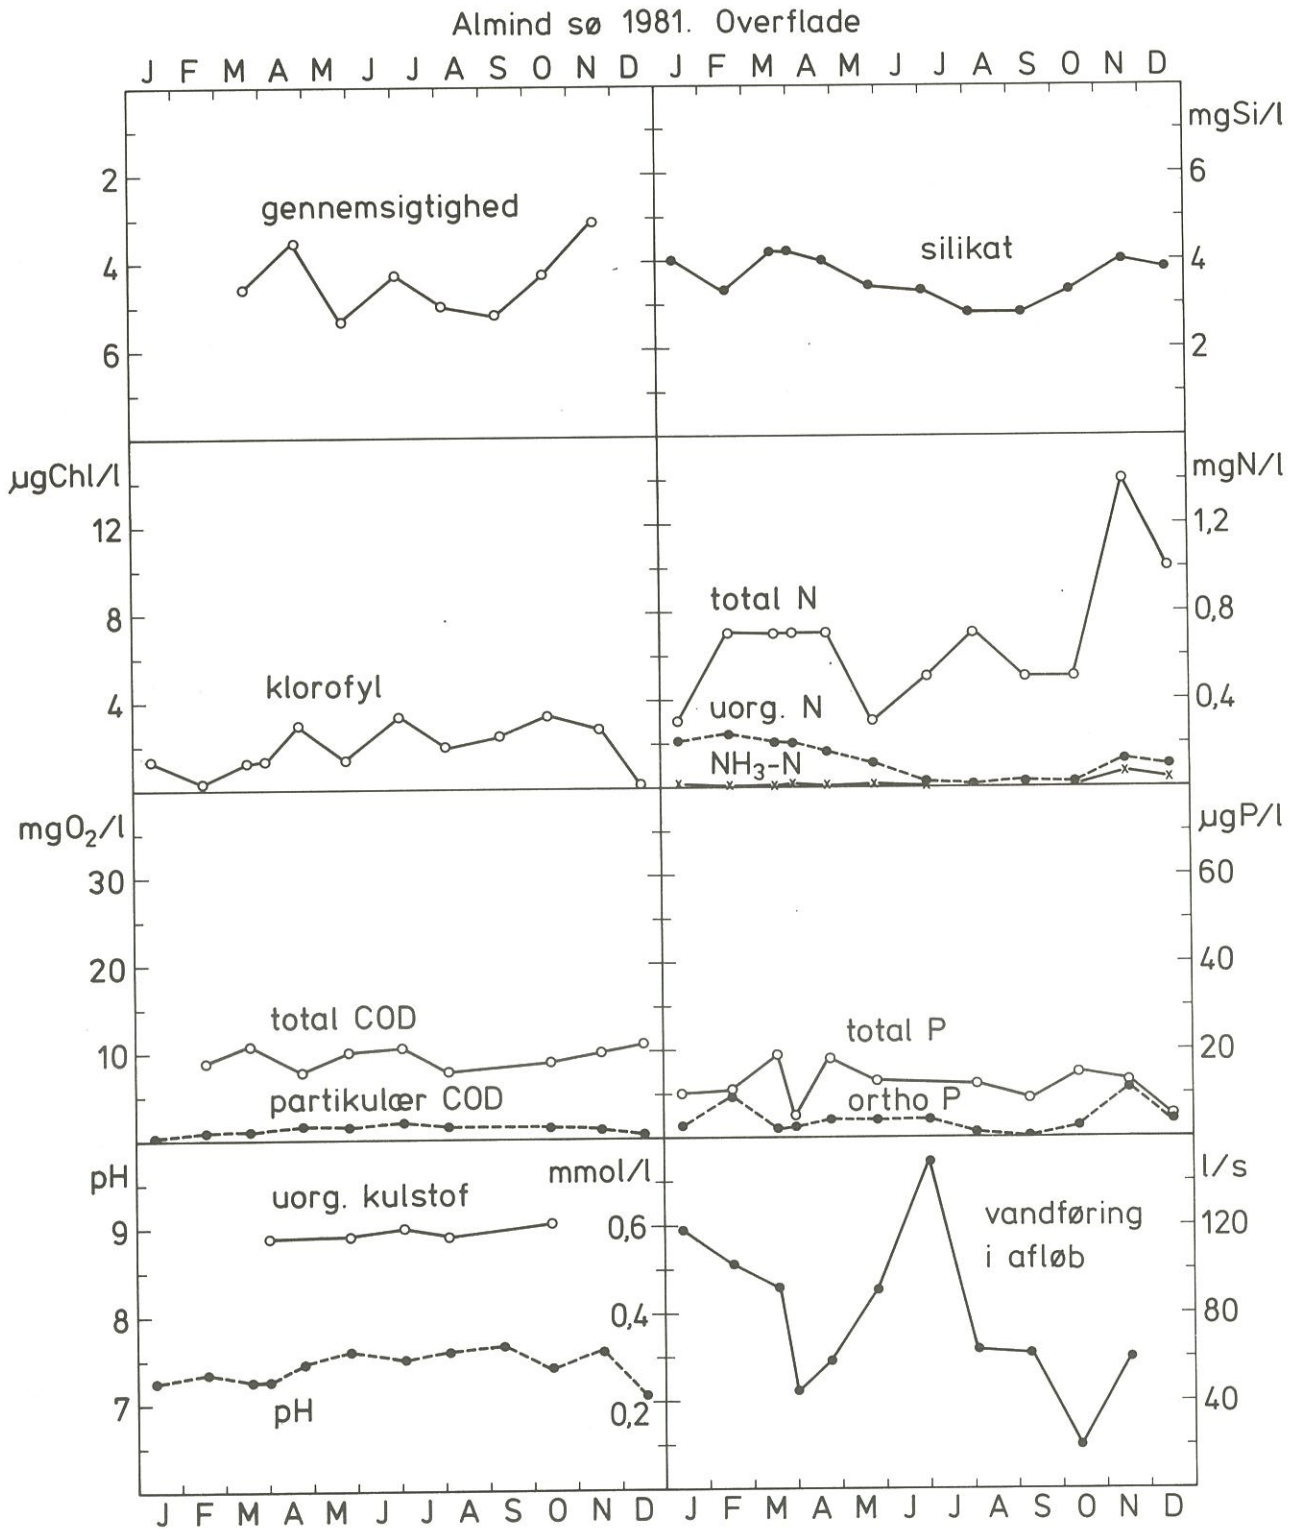 Almind sø 1981. Overflade
J F M A M J J A S O N D
J F M A M J J A S O N D
2
4
6
gennemsigtighed
mgSi/l
6
4
2
silikat
µgChl/l
12
8
4
klorofyl
mgN/l
1,2
0,8
0,4
total N
uorg. N
NH₃-N
mgO₂/l
30
20
10
total COD
partikulær COD
µgP/l
60
40
20
total P
ortho P
pH
9
8
7
uorg. kulstof
pH
mmol/l
0,6
0,4
0,2
l/s
120
80
40
vandføring
i afløb
J F M A M J J A S O N D
J F M A M J J A S O N D